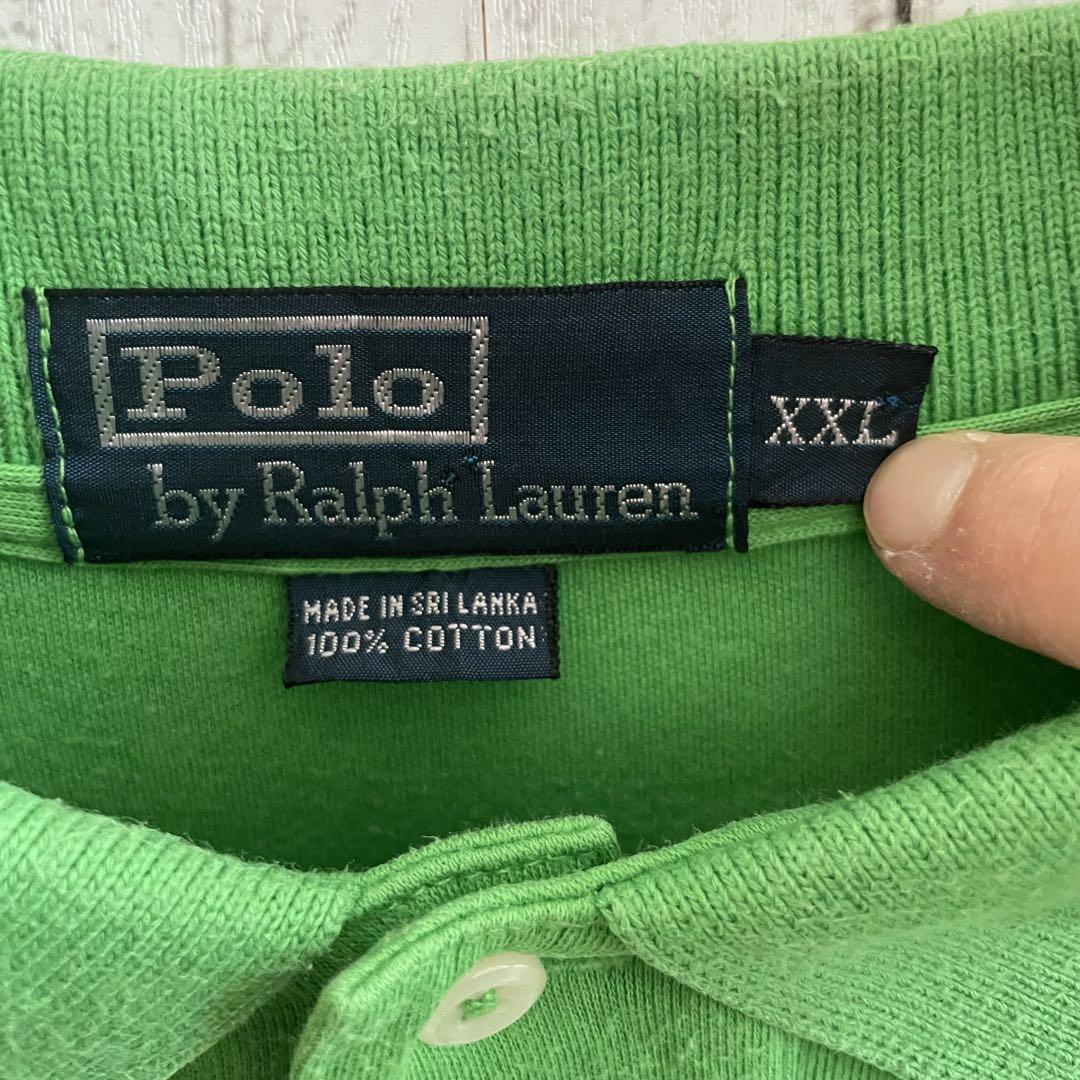 Polo
by Ralph Lauren
XXL
MADE IN SRI LANKA
100% COTTON